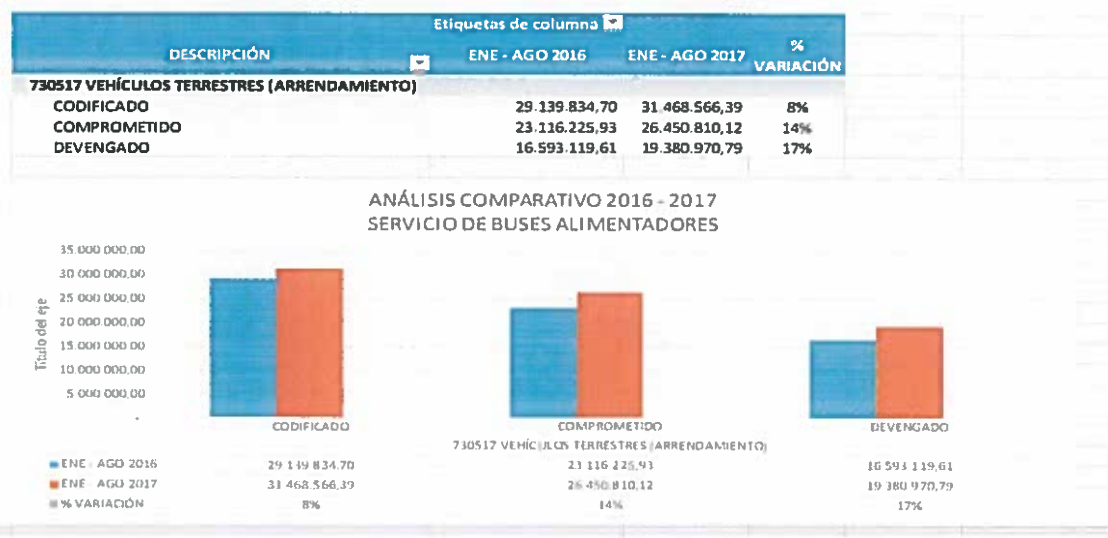 Etiquetas de columna
DESCRIPCIÓN ENE - AGO 2016 ENE - AGO 2017 % VARIACIÓN
730517 VEHÍCULOS TERRESTRES (ARRENDAMIENTO)
CODIFICADO 29.139.834,70 31.468.566,39 8%
COMPROMETIDO 23.116.225,93 26.450.810,12 14%
DEVENGADO 16.593.119,61 19.380.970,79 17%
ANÁLISIS COMPARATIVO 2016 - 2017
SERVICIO DE BUSES ALIMENTADORES
Título del eje
35.000.000,00
30.000.000,00
25.000.000,00
20.000.000,00
15.000.000,00
10.000.000,00
5.000.000,00
-
CODIFICADO COMPROMETIDO DEVENGADO
730517 VEHÍCULOS TERRESTRES (ARRENDAMIENTO)
ENE - AGO 2016 29.139.834,70 23.116.225,93 16.593.119,61
ENE - AGO 2017 31.468.566,39 26.450.810,12 19.380.970,79
% VARIACIÓN 8% 14% 17%